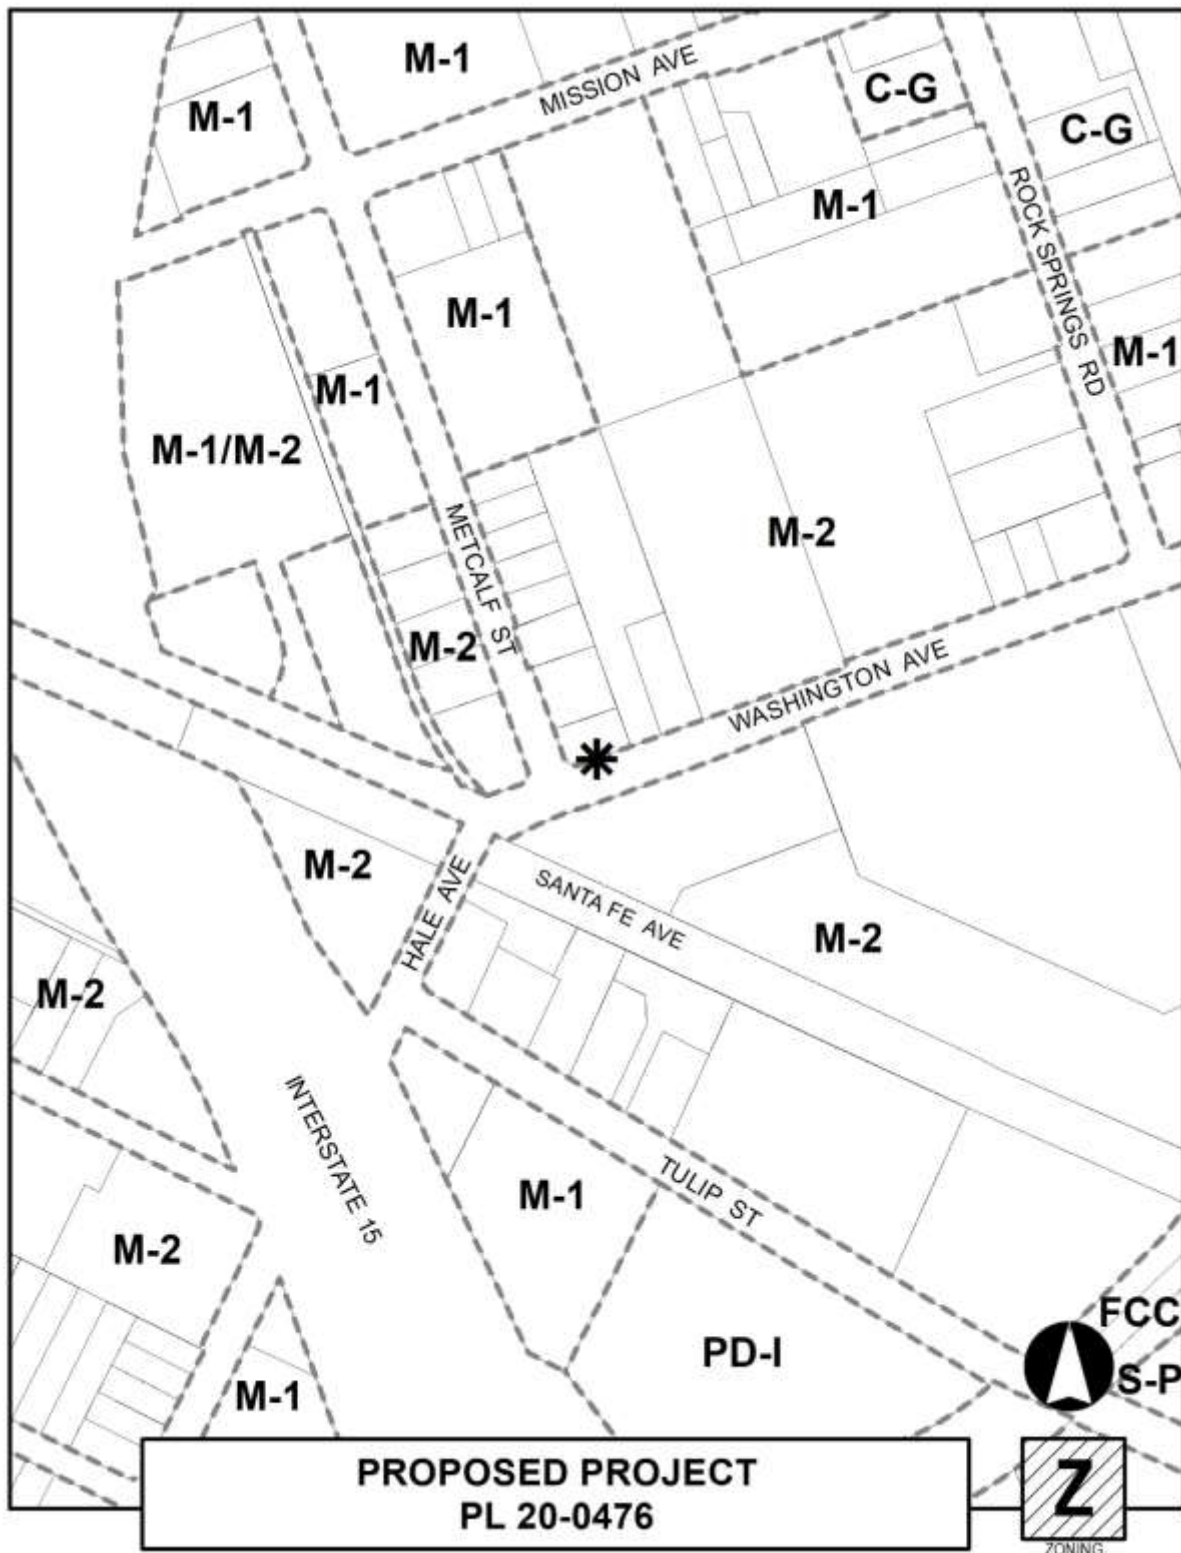 M-1
MISSION AVE
C-G
M-1
C-G
M-1
ROCK SPRINGS RD
M-1
M-1
M-1
M-1/M-2
METCALF ST
M-2
M-2
WASHINGTON AVE
M-2
HALE AVE
SANTA FE AVE
M-2
M-2
INTERSTATE 15
M-1
TULIP ST
M-2
FCC
PD-I
S-P
M-1
PROPOSED PROJECT
PL 20-0476
Z
ZONING